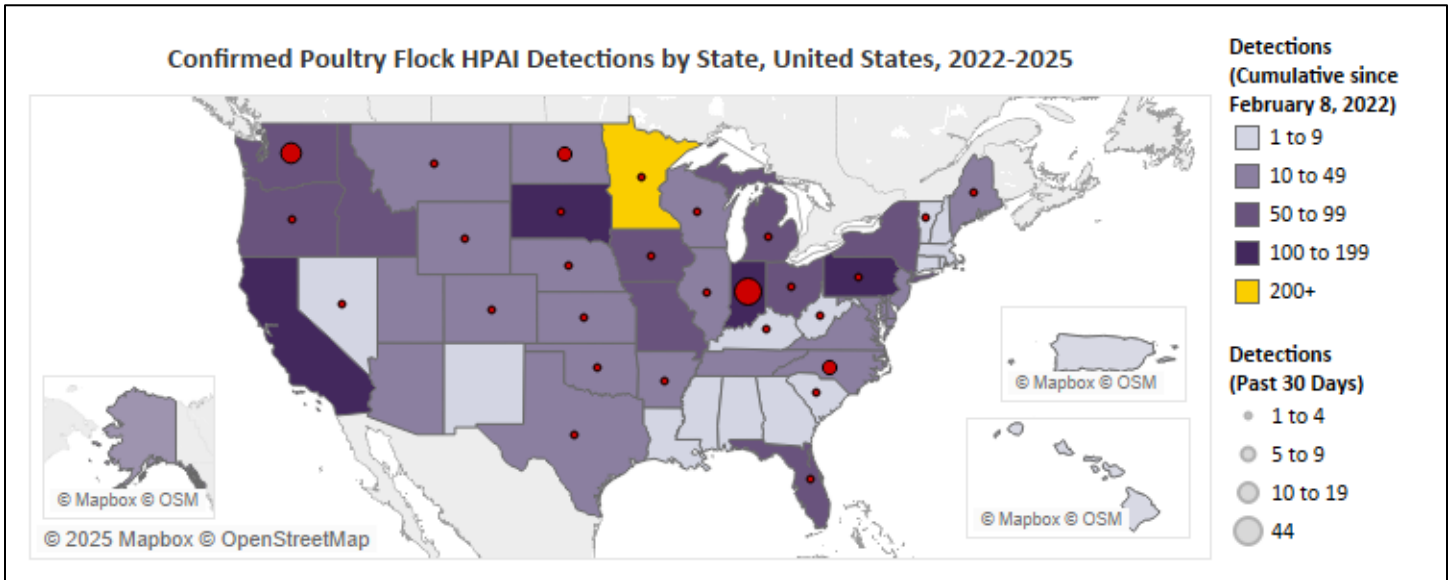 Confirmed Poultry Flock HPAI Detections by State, United States, 2022-2025
Detections
(Cumulative since
February 8, 2022)
1 to 9
10 to 49
50 to 99
100 to 199
200+
Detections
(Past 30 Days)
1 to 4
5 to 9
10 to 19
44
© Mapbox © OSM
© Mapbox © OSM
© Mapbox © OSM
© 2025 Mapbox © OpenStreetMap